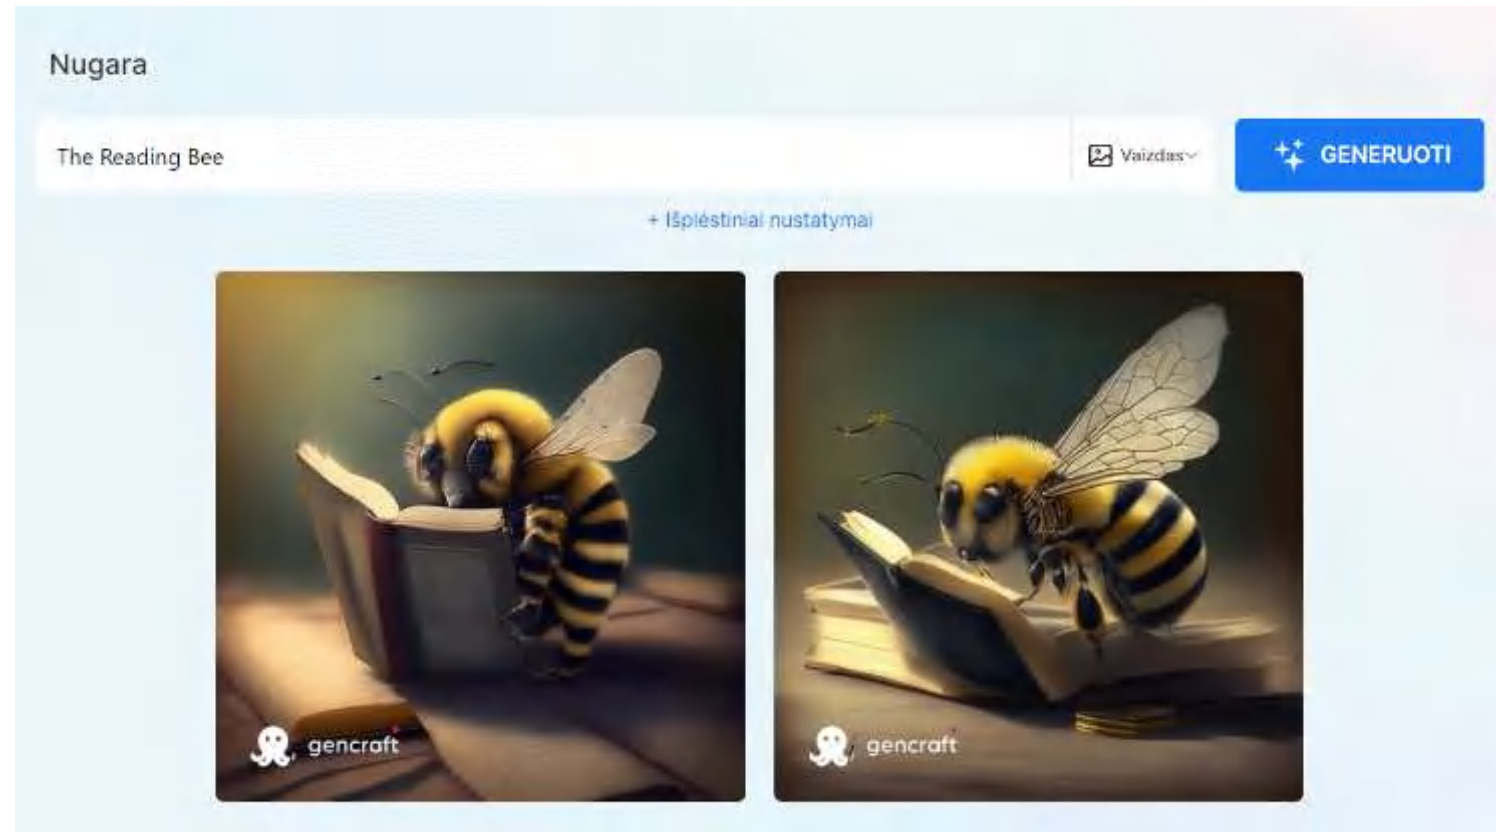 Nugara
The Reading Bee
Vaizdas
GENERUOTI
+ Išplėstiniai nustatymai
gencraft
gencraft